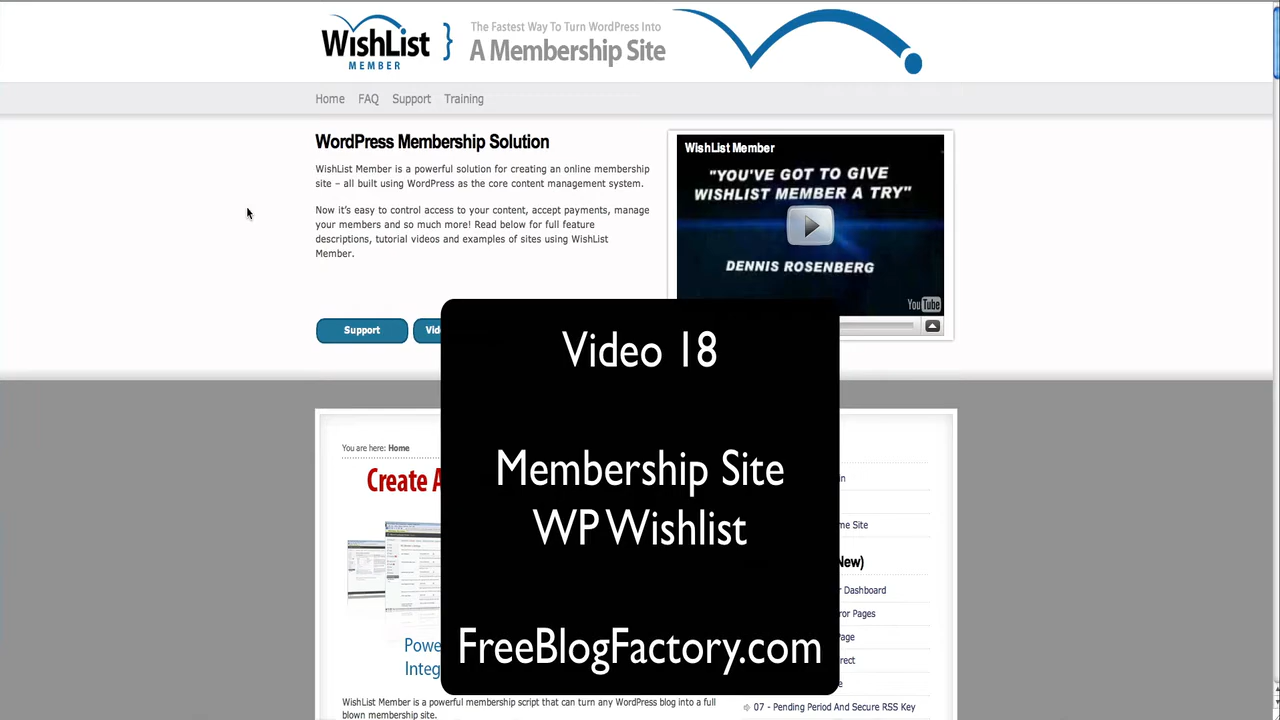 WishList
MEMBER
The Fastest Way To Turn WordPress Into
A Membership Site
Home FAQ Support Training
WordPress Membership Solution
WishList Member is a powerful solution for creating an online membership
site – all built using WordPress as the core content management system.
Now it's easy to control access to your content, accept payments, manage
your members and so much more! Read below for full feature
descriptions, tutorial videos and examples of sites using WishList
Member.
WishList Member
"YOU'VE GOT TO GIVE
WISHLIST MEMBER A TRY"
DENNIS ROSENBERG
YouTube
Support
Video 18
Membership Site
WP Wishlist
FreeBlogFactory.com
You are here: Home
Create
me Site
New)
Dashboard
Pages
07 - Pending Period And Secure RSS Key
WishList Member is a powerful membership script that can turn any WordPress blog into a full
blown membership site.